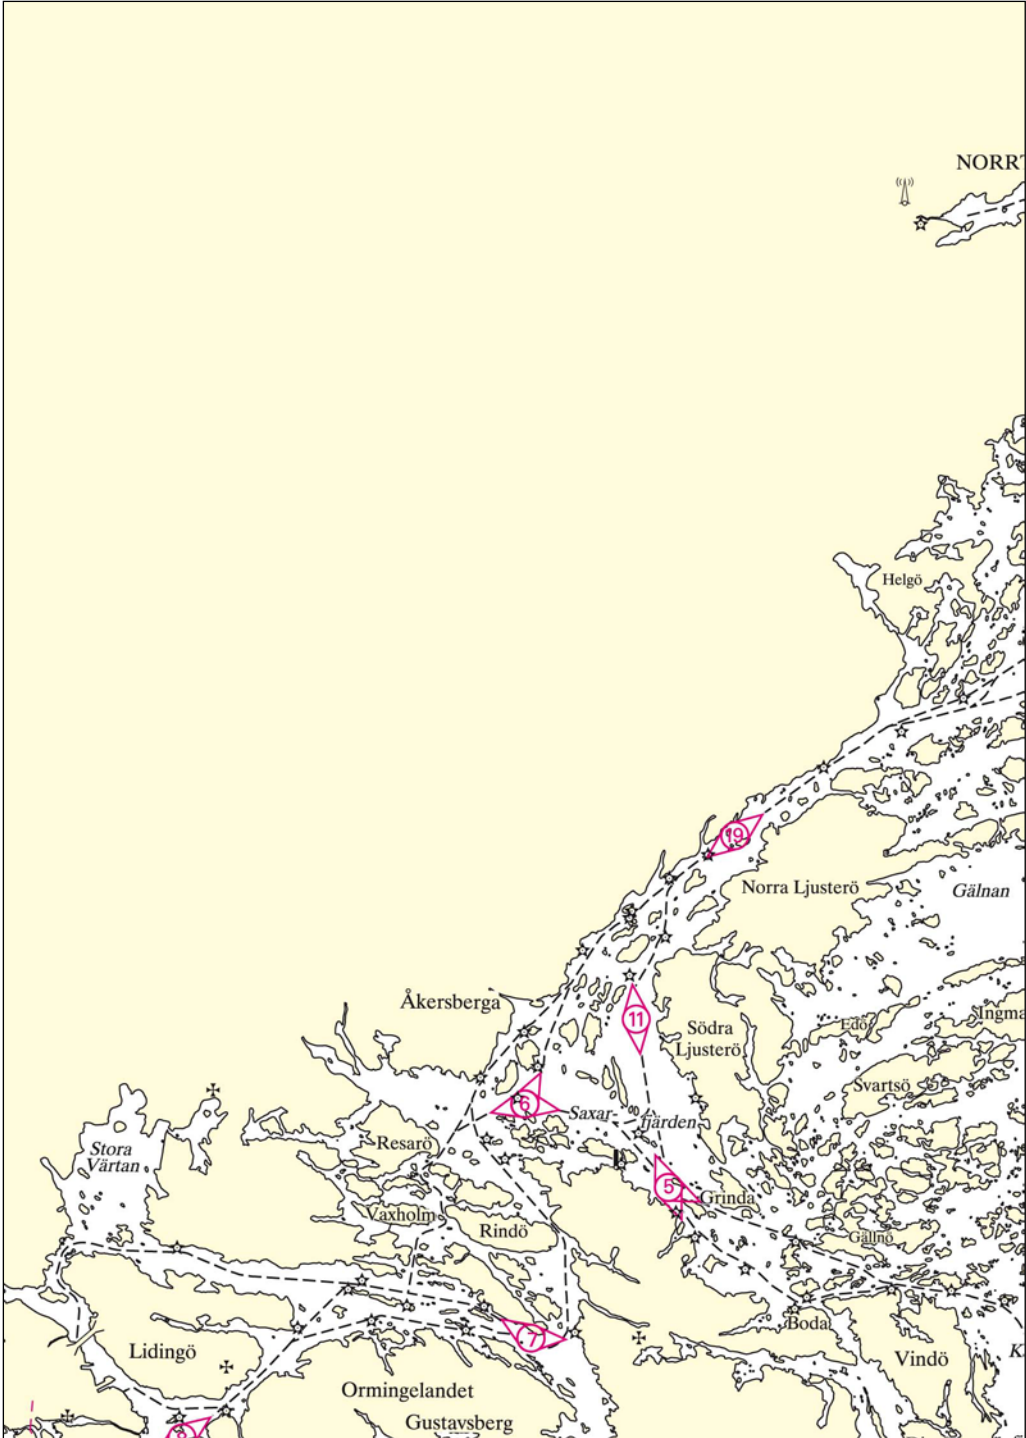 NORRT
Helgö
19
Norra Ljusterö
Gälnan
Åkersberga
11
Södra
Ljusterö
Edö
Ingma
Svartsö
6
Saxar-
fjärden
Stora
Värtan
Resarö
5
Grinda
Vaxholm
Rindö
Gällnö
Boda
7
Lidingö
Vindö
K
Ormingelandet
Gustavsberg